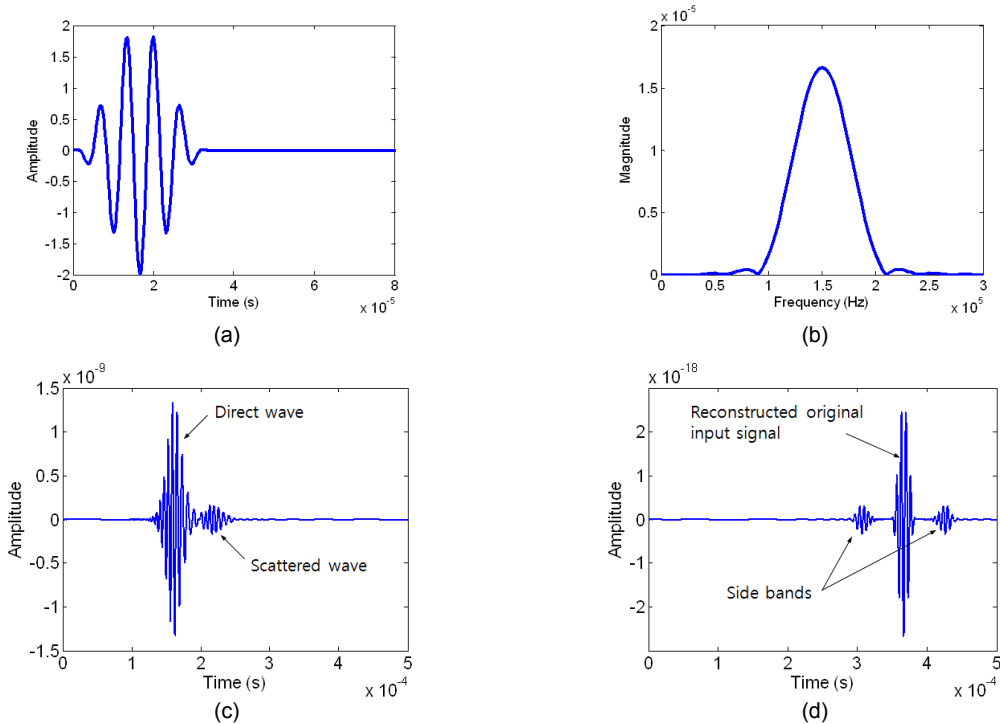 2
1.5
1
0.5
0
-0.5
-1
-1.5
-2
Amplitude
0 2 4 6 8
Time (s)
x 10^-5
(a)
x 10^-5
2
1.5
1
0.5
0
Magnitude
0 0.5 1 1.5 2 2.5 3
Frequency (Hz)
x 10^5
(b)
x 10^-9
1.5
1
0.5
0
-0.5
-1
-1.5
Amplitude
Direct wave
Scattered wave
0 1 2 3 4 5
Time (s)
x 10^-4
(c)
x 10^-18
2
1
0
-1
-2
Amplitude
Reconstructed original
input signal
Side bands
0 1 2 3 4 5
Time (s)
x 10^-4
(d)